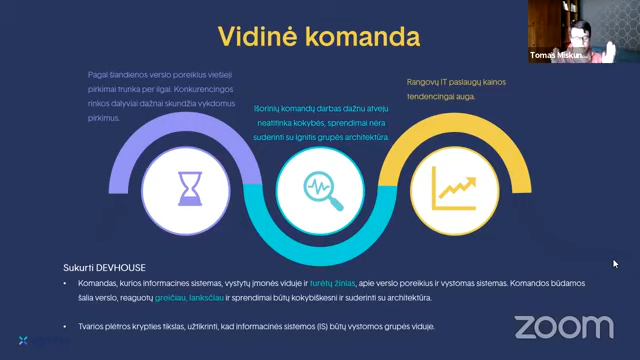 Vidinė komanda
Tomas Miskun...
Pagal šiandienos verslo poreikius viešieji
pirkimai trunka per ilgai. Konkurencingos
rinkos dalyviai dažnai skundžia vykdomus
pirkimus.
Išorinių komandų darbas dažnu atveju
neatitinka kokybės, sprendimai nėra
suderinti su Ignitis grupės architektūra.
Rangovų IT paslaugų kainos
tendencingai auga.
Sukurti DEVHOUSE
• Komandas, kurios informacines sistemas, vystytų įmonės viduje ir turėtų žinias, apie verslo poreikius ir vystomas sistemas. Komandos būdamos
šalia verslo, reaguotų greičiau, lanksčiau ir sprendimai būtų kokybiškesni ir suderinti su architektūra.
• Tvarios plėtros krypties tikslas, užtikrinti, kad informacinės sistemos (IS) būtų vystomos grupės viduje.
zoom